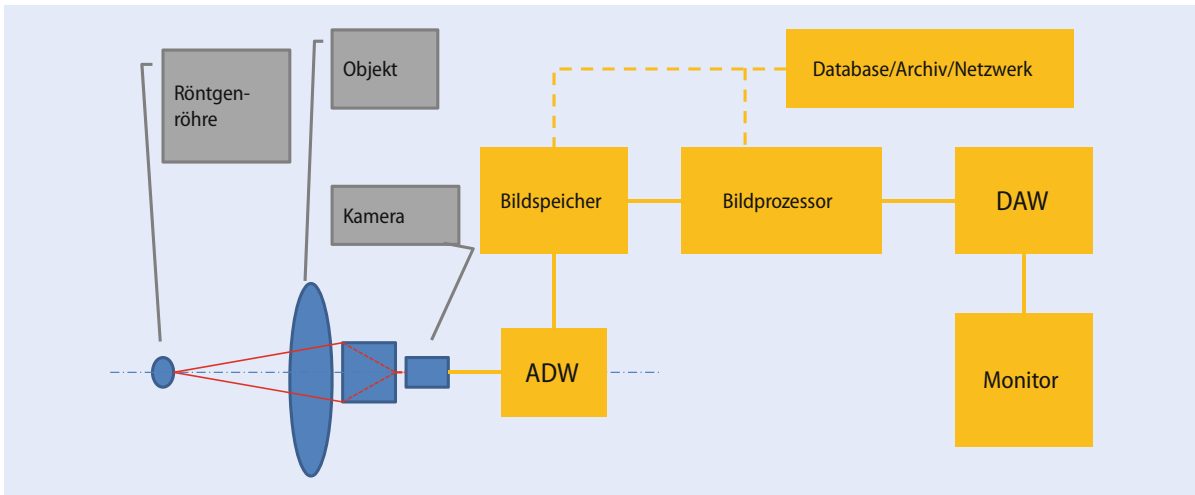 Röntgen-
röhre
Objekt
Kamera
Database/Archiv/Netzwerk
Bildspeicher
Bildprozessor
DAW
ADW
Monitor